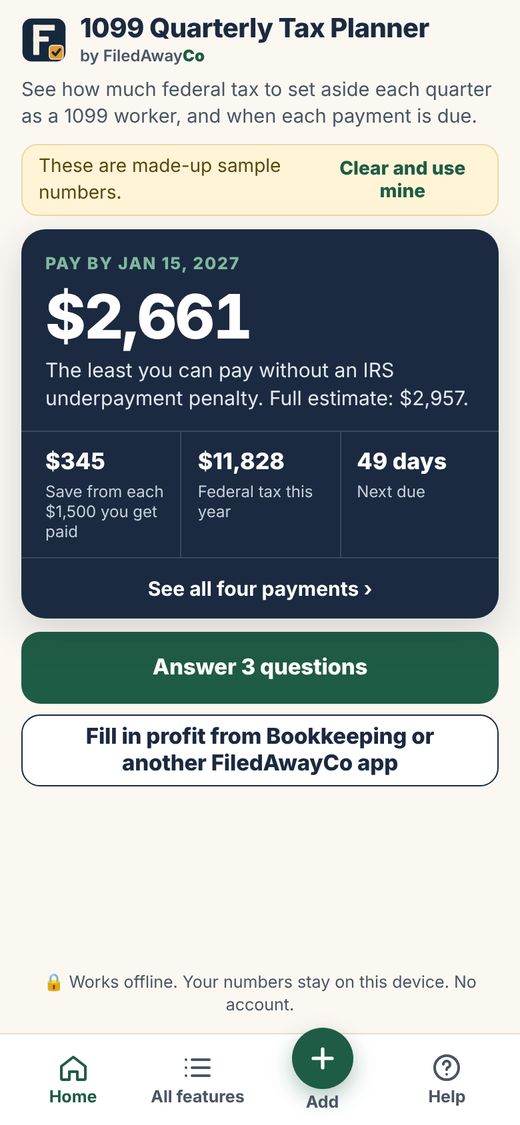 F
1099 Quarterly Tax Planner
by FiledAwayCo
See how much federal tax to set aside each quarter
as a 1099 worker, and when each payment is due.
These are made-up sample
numbers.
Clear and use
mine
PAY BY JAN 15, 2027
$2,661
The least you can pay without an IRS
underpayment penalty. Full estimate: $2,957.
$345
Save from each
$1,500 you get
paid
$11,828
Federal tax this
year
49 days
Next due
See all four payments ›
Answer 3 questions
Fill in profit from Bookkeeping or
another FiledAwayCo app
🔒 Works offline. Your numbers stay on this device. No
account.
Home
All features
Add
Help